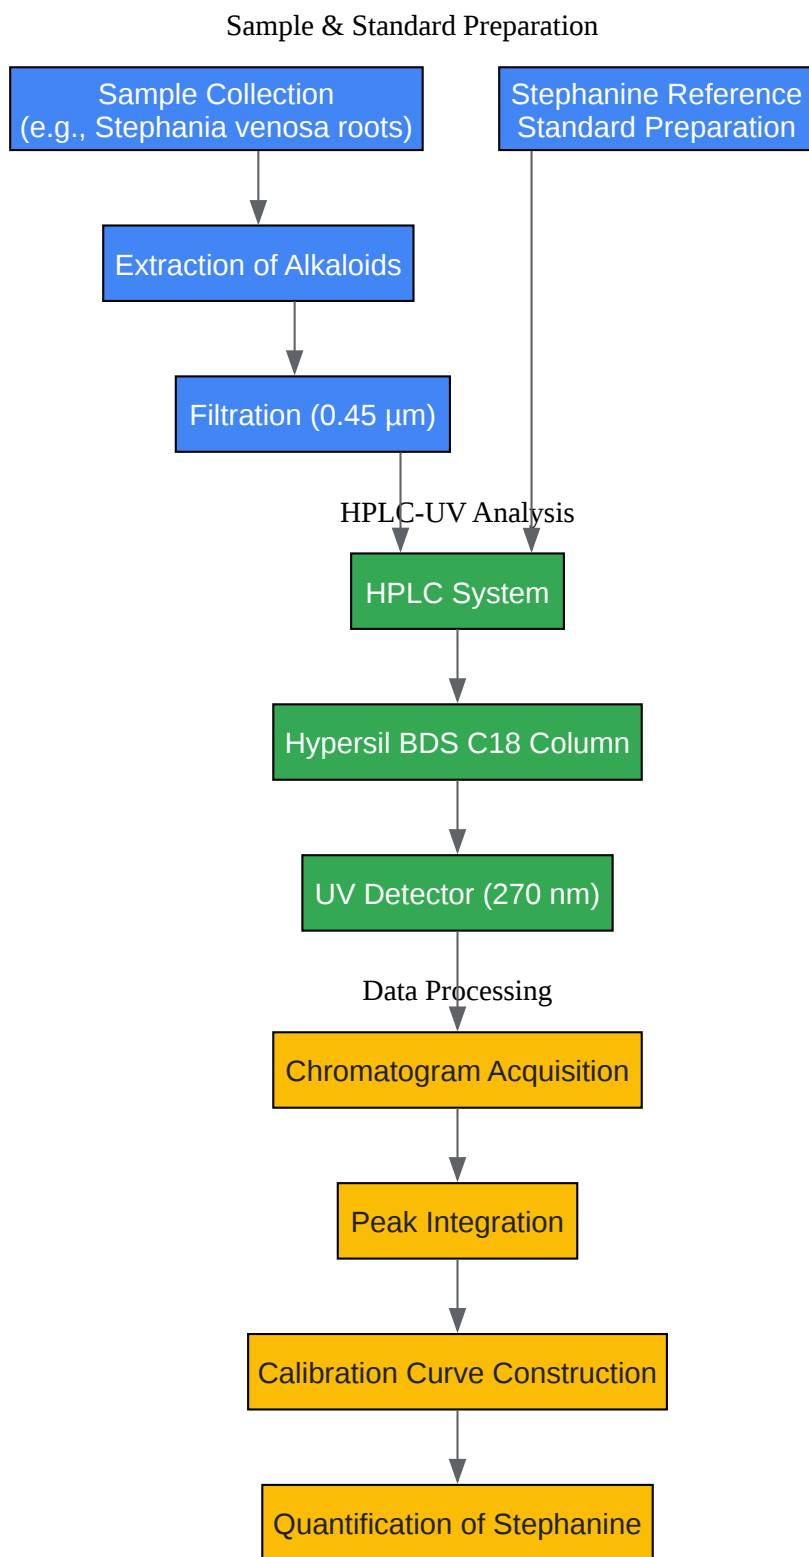 Sample & Standard Preparation
Sample Collection
(e.g., Stephania venosa roots)
Stephanine Reference
Standard Preparation
Extraction of Alkaloids
Filtration (0.45 µm)
HPLC-UV Analysis
HPLC System
Hypersil BDS C18 Column
UV Detector (270 nm)
Data Processing
Chromatogram Acquisition
Peak Integration
Calibration Curve Construction
Quantification of Stephanine